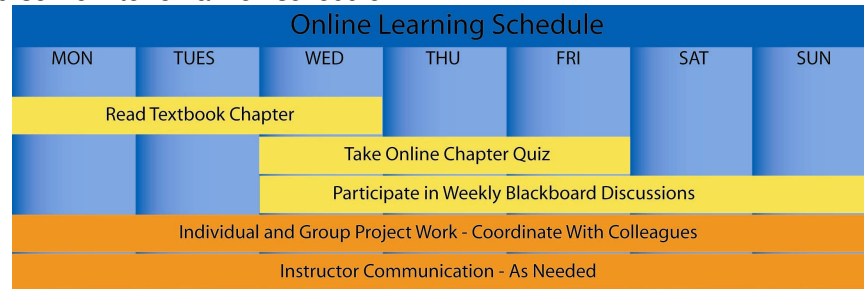 Online Learning Schedule
MON TUES WED THU FRI SAT SUN
Read Textbook Chapter
Take Online Chapter Quiz
Participate in Weekly Blackboard Discussions
Individual and Group Project Work - Coordinate With Colleagues
Instructor Communication - As Needed